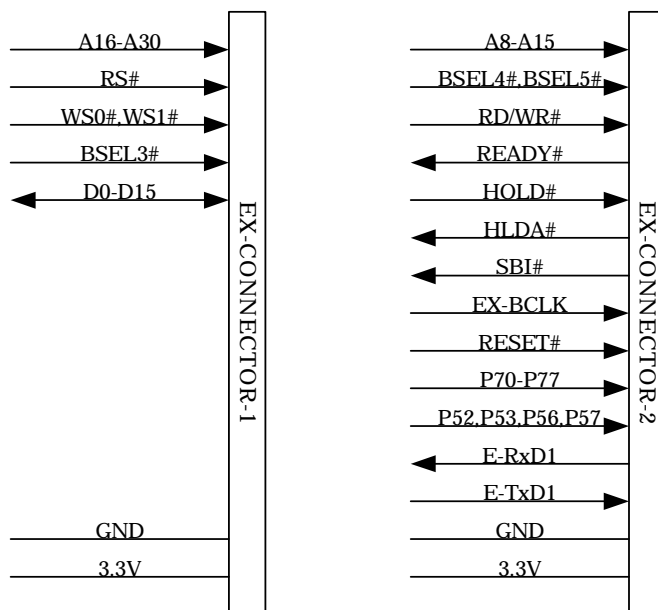 A16-A30
RS#
WS0#,WS1#
BSEL3#
D0-D15
GND
3.3V
EX-CONNECTOR-1
A8-A15
BSEL4#,BSEL5#
RD/WR#
READY#
HOLD#
HLDA#
SBI#
EX-BCLK
RESET#
P70-P77
P52,P53,P56,P57
E-RxD1
E-TxD1
GND
3.3V
EX-CONNECTOR-2